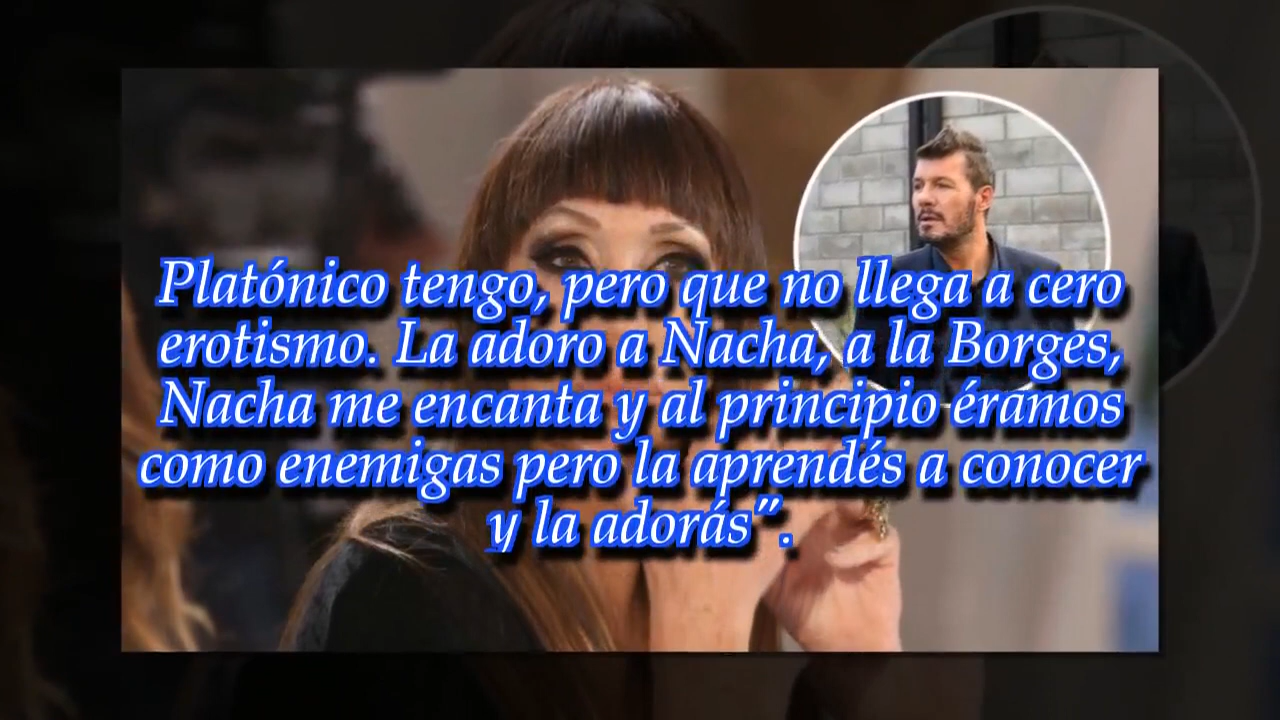 Platónico tengo, pero que no llega a cero
erotismo. La adoro a Nacha, a la Borges,
Nacha me encanta y al principio éramos
como enemigas pero la aprendés a conocer
y la adorás”.